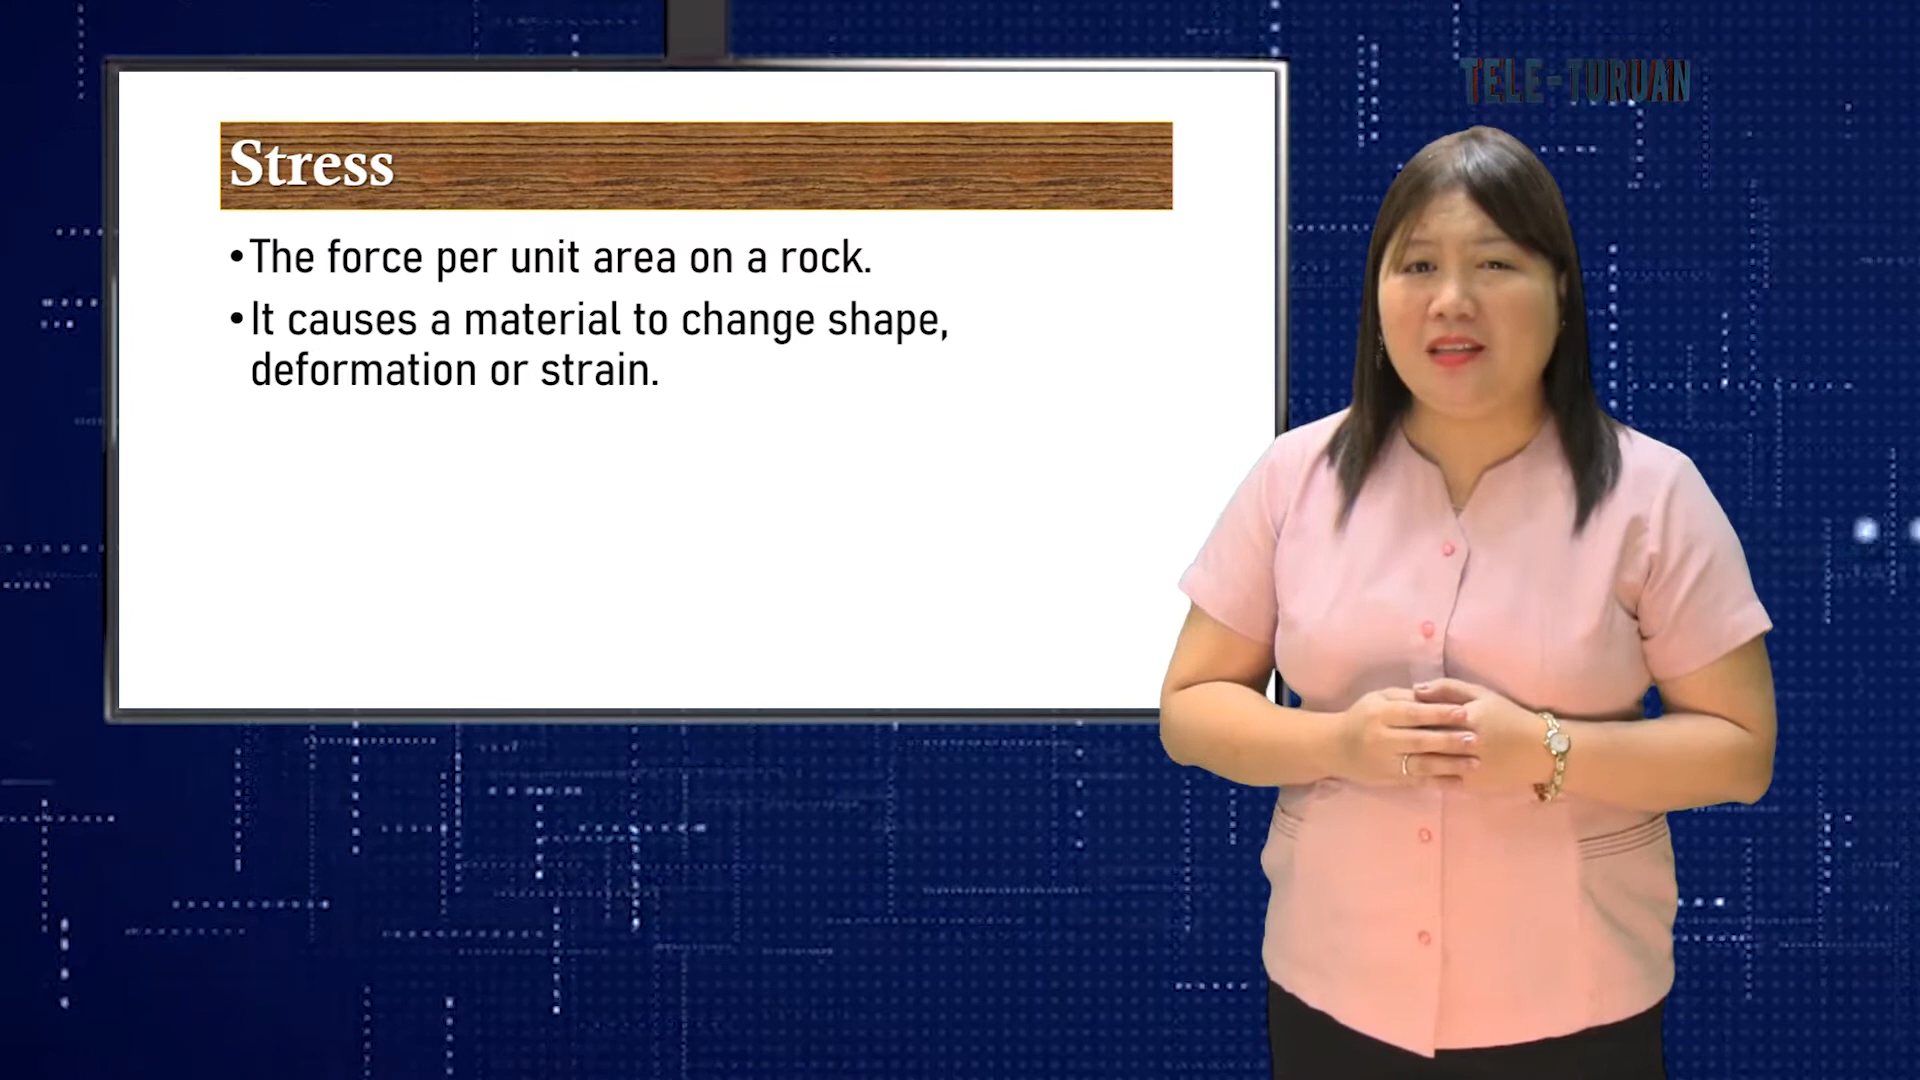 TELE-TURUAN
Stress
•The force per unit area on a rock.
•It causes a material to change shape,
deformation or strain.